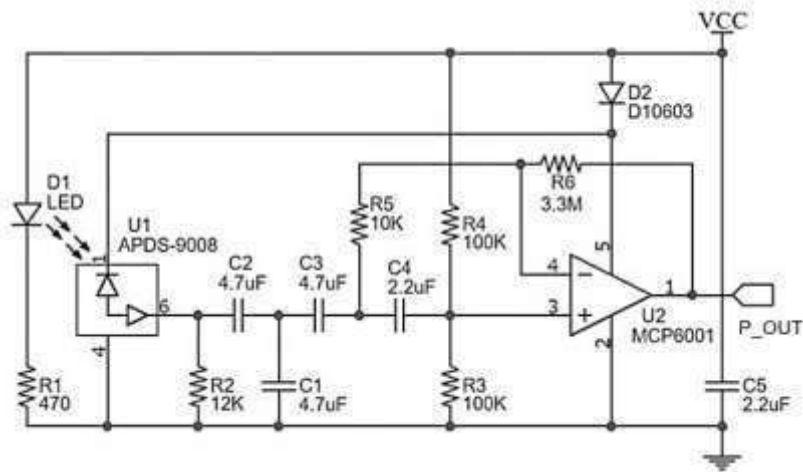 VCC
D2
D10603
D1
LED
U1
APDS-9008
1
6
4
R5
10K
R4
100K
R6
3.3M
5
C2
4.7uF
C3
4.7uF
C4
2.2uF
4
3
1
2
U2
MCP6001
P_OUT
R1
470
R2
12K
C1
4.7uF
R3
100K
C5
2.2uF